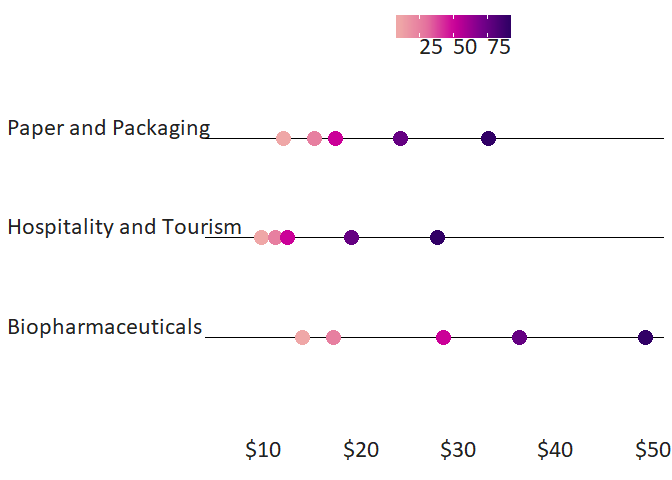 25 50 75
Paper and Packaging
Hospitality and Tourism
Biopharmaceuticals
$10 $20 $30 $40 $50